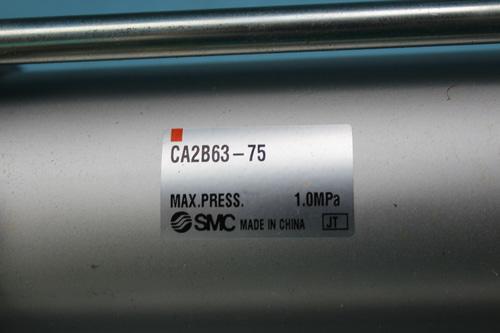 CA2B63-75
MAX.PRESS. 1.0MPa
SMC MADE IN CHINA JT